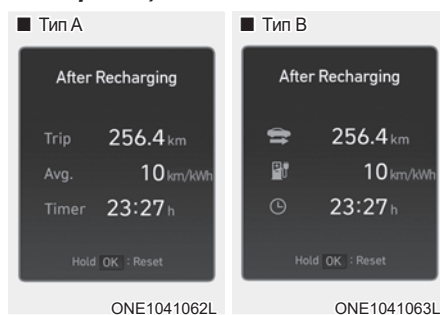 ■ Тип A
After Recharging
Trip 256.4 km
Avg. 10 km/kWh
Timer 23:27 h
Hold OK : Reset
ONE1041062L
■ Тип B
After Recharging
256.4 km
10 km/kWh
23:27 h
Hold OK : Reset
ONE1041063L